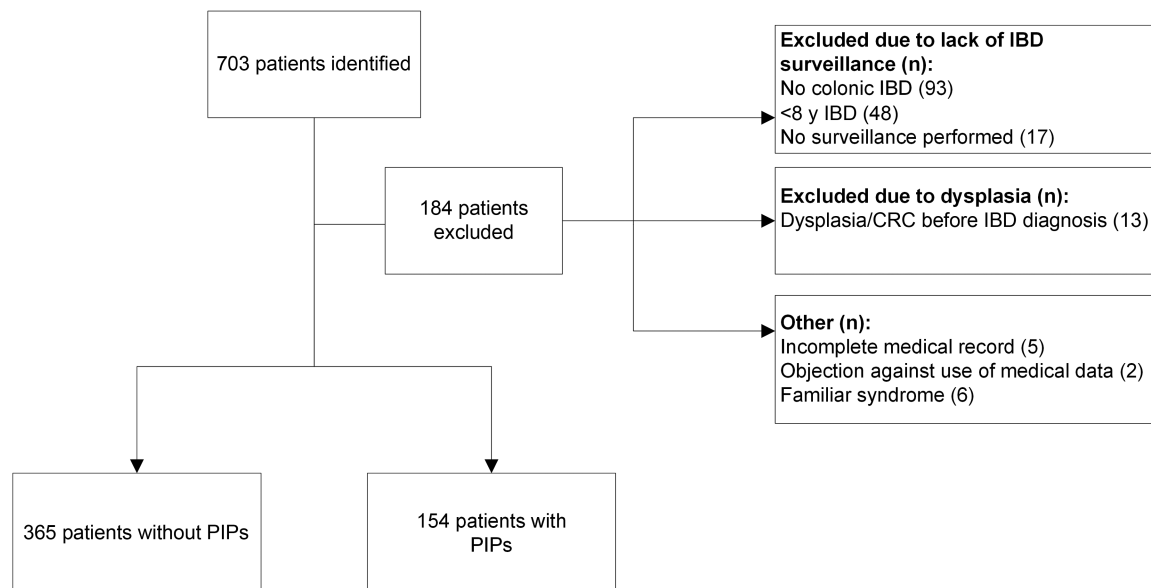 703 patients identified
184 patients
excluded
Excluded due to lack of IBD
surveillance (n):
No colonic IBD (93)
<8 y IBD (48)
No surveillance performed (17)
Excluded due to dysplasia (n):
Dysplasia/CRC before IBD diagnosis (13)
Other (n):
Incomplete medical record (5)
Objection against use of medical data (2)
Familiar syndrome (6)
365 patients without PIPs
154 patients with
PIPs